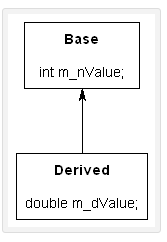 Base
int m_nValue;
Derived
double m_dValue;